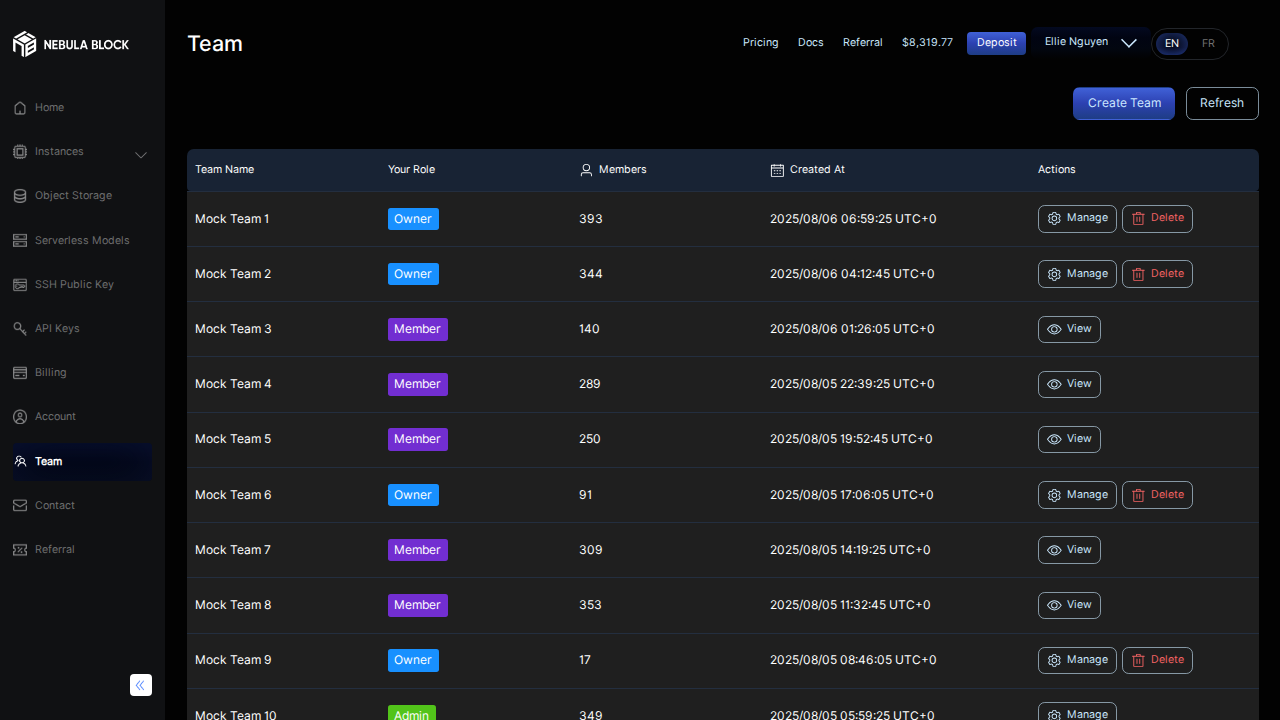 NEBULA BLOCK
Team
Pricing Docs Referral $8,319.77 Deposit Ellie Nguyen EN FR
Create Team Refresh
Home
Instances
Object Storage
Serverless Models
SSH Public Key
API Keys
Billing
Account
Team
Contact
Referral
Team Name Your Role Members Created At Actions
Mock Team 1 Owner 393 2025/08/06 06:59:25 UTC+0 Manage Delete
Mock Team 2 Owner 344 2025/08/06 04:12:45 UTC+0 Manage Delete
Mock Team 3 Member 140 2025/08/06 01:26:05 UTC+0 View
Mock Team 4 Member 289 2025/08/05 22:39:25 UTC+0 View
Mock Team 5 Member 250 2025/08/05 19:52:45 UTC+0 View
Mock Team 6 Owner 91 2025/08/05 17:06:05 UTC+0 Manage Delete
Mock Team 7 Member 309 2025/08/05 14:19:25 UTC+0 View
Mock Team 8 Member 353 2025/08/05 11:32:45 UTC+0 View
Mock Team 9 Owner 17 2025/08/05 08:46:05 UTC+0 Manage Delete
Mock Team 10 Admin 349 2025/08/05 05:59:25 UTC+0 Manage